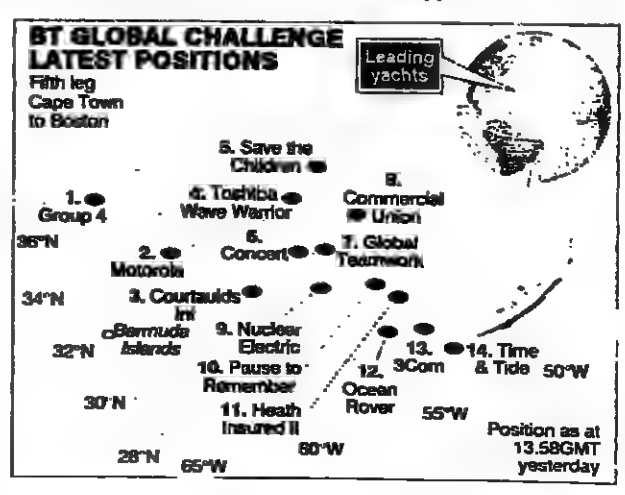 BT GLOBAL CHALLENGE
LATEST POSITIONS
Fifth leg
Cape Town
to Boston
Leading
yachts
5. Save the
Children
1.
Group 4
4. Toshiba
Wave Warrior
8.
Commercial
Union
36°N
2.
Motorola
6.
Concert
7. Global
Teamwork
34°N
3. Courtaulds
Int
Bermuda
Islands
32°N
9. Nuclear
Electric
10. Pause to
Remember
11. Heath
Insured II
12.
Ocean
Rover
13.
3Com
14. Time
& Tide
50°W
30°N
55°W
28°N
65°W
60°W
Position as at
13.58GMT
yesterday